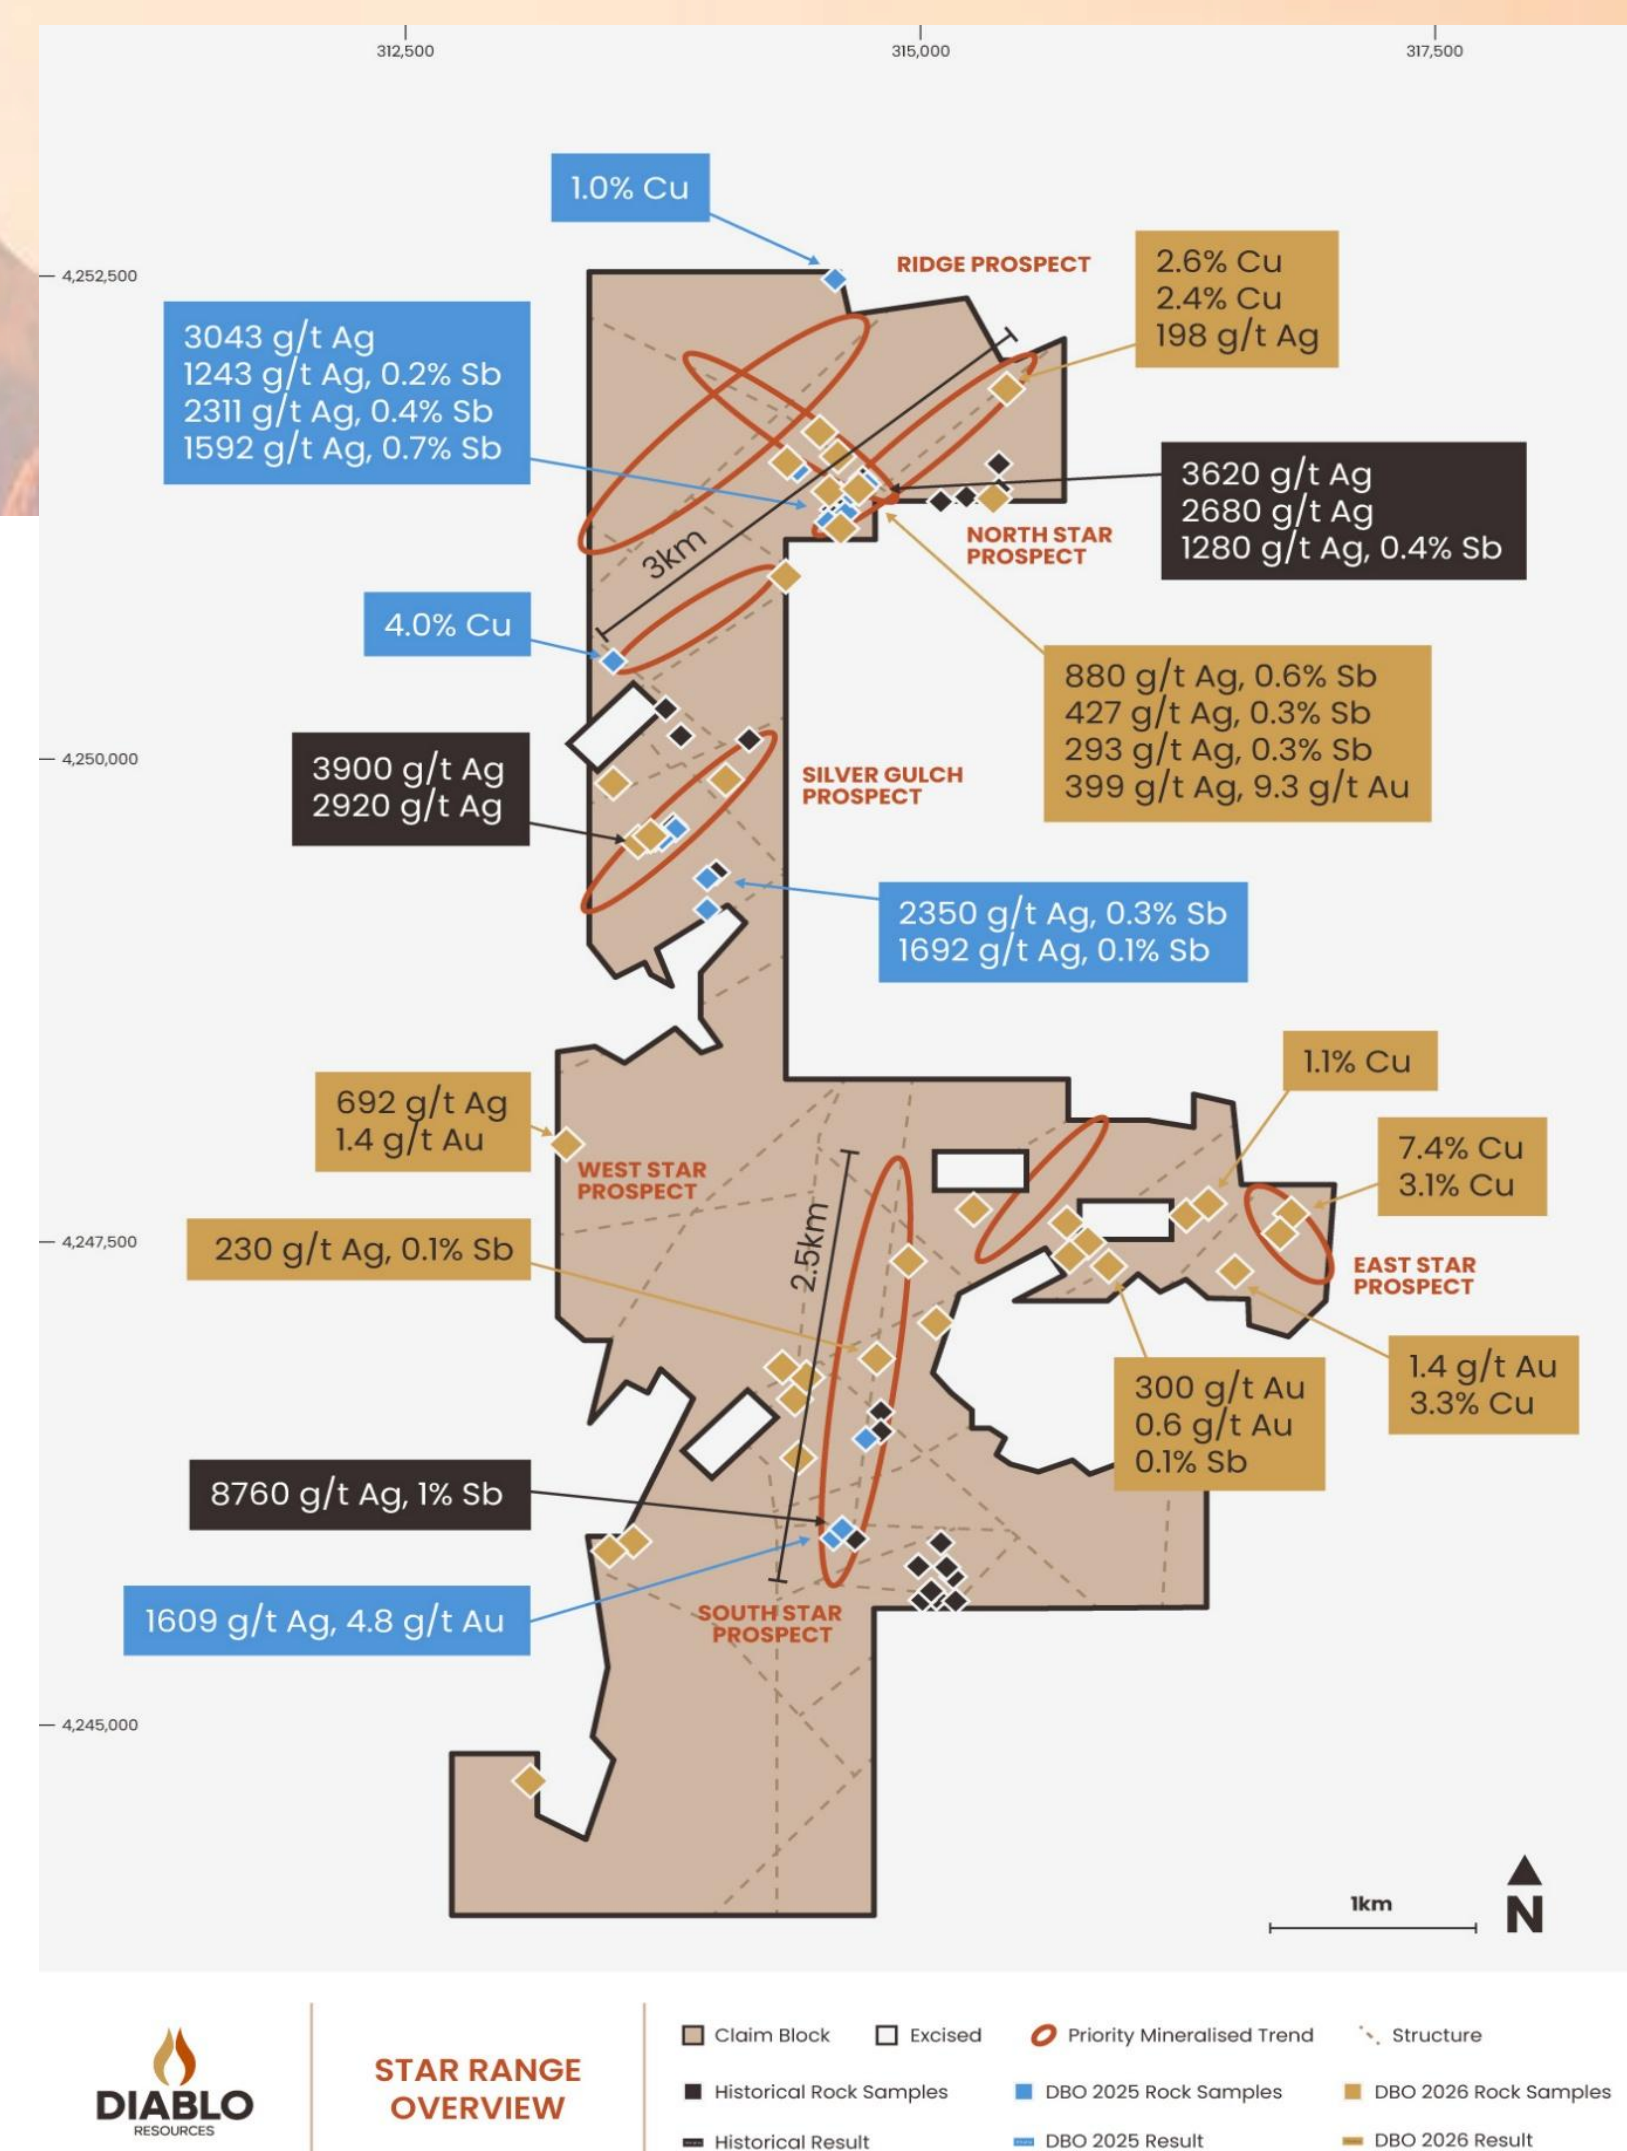 312,500
315,000
317,500
4,252,500
4,250,000
4,247,500
4,245,000
1.0% Cu
RIDGE PROSPECT
2.6% Cu
2.4% Cu
198 g/t Ag
3043 g/t Ag
1243 g/t Ag, 0.2% Sb
2311 g/t Ag, 0.4% Sb
1592 g/t Ag, 0.7% Sb
3620 g/t Ag
2680 g/t Ag
1280 g/t Ag, 0.4% Sb
NORTH STAR
PROSPECT
3km
4.0% Cu
880 g/t Ag, 0.6% Sb
427 g/t Ag, 0.3% Sb
293 g/t Ag, 0.3% Sb
399 g/t Ag, 9.3 g/t Au
3900 g/t Ag
2920 g/t Ag
SILVER GULCH
PROSPECT
2350 g/t Ag, 0.3% Sb
1692 g/t Ag, 0.1% Sb
1.1% Cu
692 g/t Ag
1.4 g/t Au
WEST STAR
PROSPECT
7.4% Cu
3.1% Cu
230 g/t Ag, 0.1% Sb
2.5km
EAST STAR
PROSPECT
300 g/t Au
0.6 g/t Au
0.1% Sb
1.4 g/t Au
3.3% Cu
8760 g/t Ag, 1% Sb
1609 g/t Ag, 4.8 g/t Au
SOUTH STAR
PROSPECT
1km
N
DIABLO
RESOURCES
STAR RANGE
OVERVIEW
Claim Block
Excised
Priority Mineralised Trend
Structure
Historical Rock Samples
DBO 2025 Rock Samples
DBO 2026 Rock Samples
Historical Result
DBO 2025 Result
DBO 2026 Result